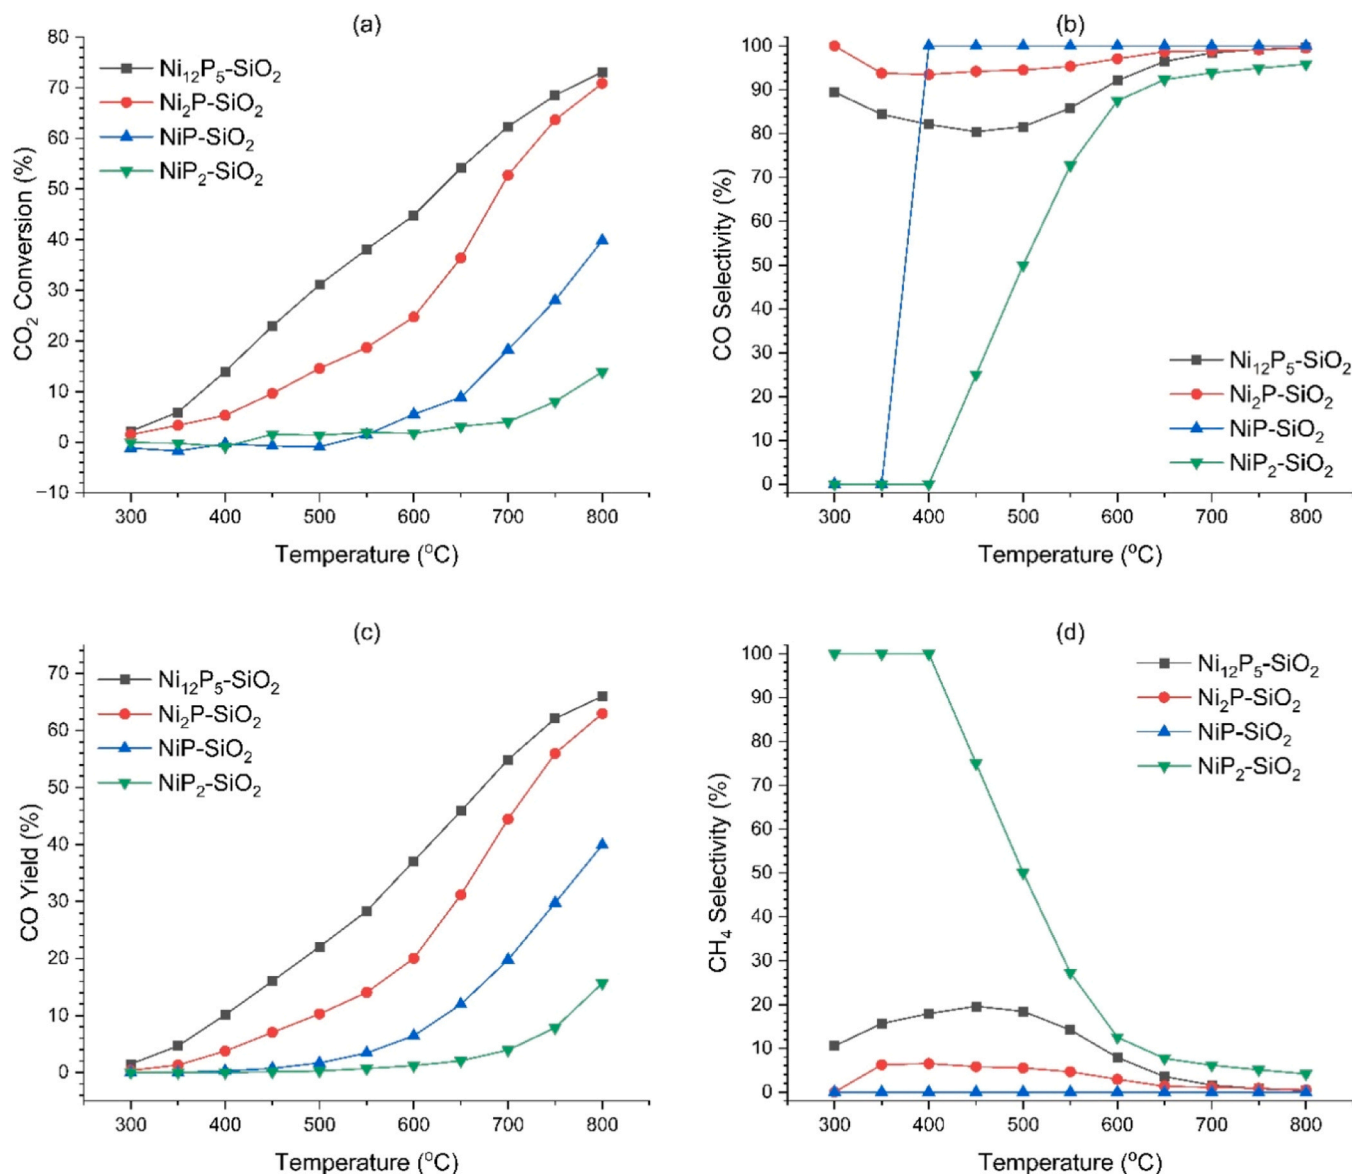 (a)
80
70
60
50
40
30
20
10
0
−10
CO₂ Conversion (%)
Ni₁₂P₅-SiO₂
Ni₂P-SiO₂
NiP-SiO₂
NiP₂-SiO₂
300 400 500 600 700 800
Temperature (°C)
(b)
100
90
80
70
60
50
40
30
20
10
0
CO Selectivity (%)
Ni₁₂P₅-SiO₂
Ni₂P-SiO₂
NiP-SiO₂
NiP₂-SiO₂
300 400 500 600 700 800
Temperature (°C)
(c)
70
60
50
40
30
20
10
0
CO Yield (%)
Ni₁₂P₅-SiO₂
Ni₂P-SiO₂
NiP-SiO₂
NiP₂-SiO₂
300 400 500 600 700 800
Temperature (°C)
(d)
100
90
80
70
60
50
40
30
20
10
0
CH₄ Selectivity (%)
Ni₁₂P₅-SiO₂
Ni₂P-SiO₂
NiP-SiO₂
NiP₂-SiO₂
300 400 500 600 700 800
Temperature (°C)